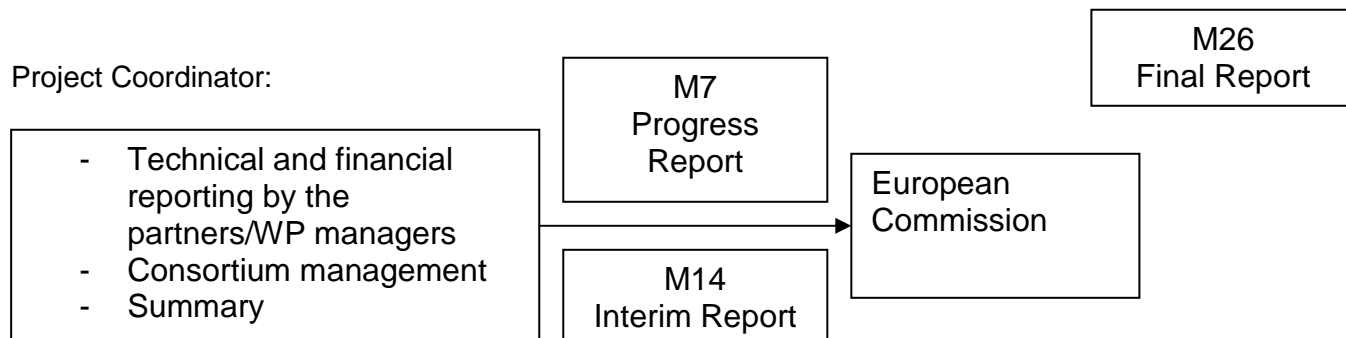 M26
Final Report
Project Coordinator:
M7
Progress
Report
- Technical and financial
reporting by the
partners/WP managers
- Consortium management
- Summary
European
Commission
M14
Interim Report